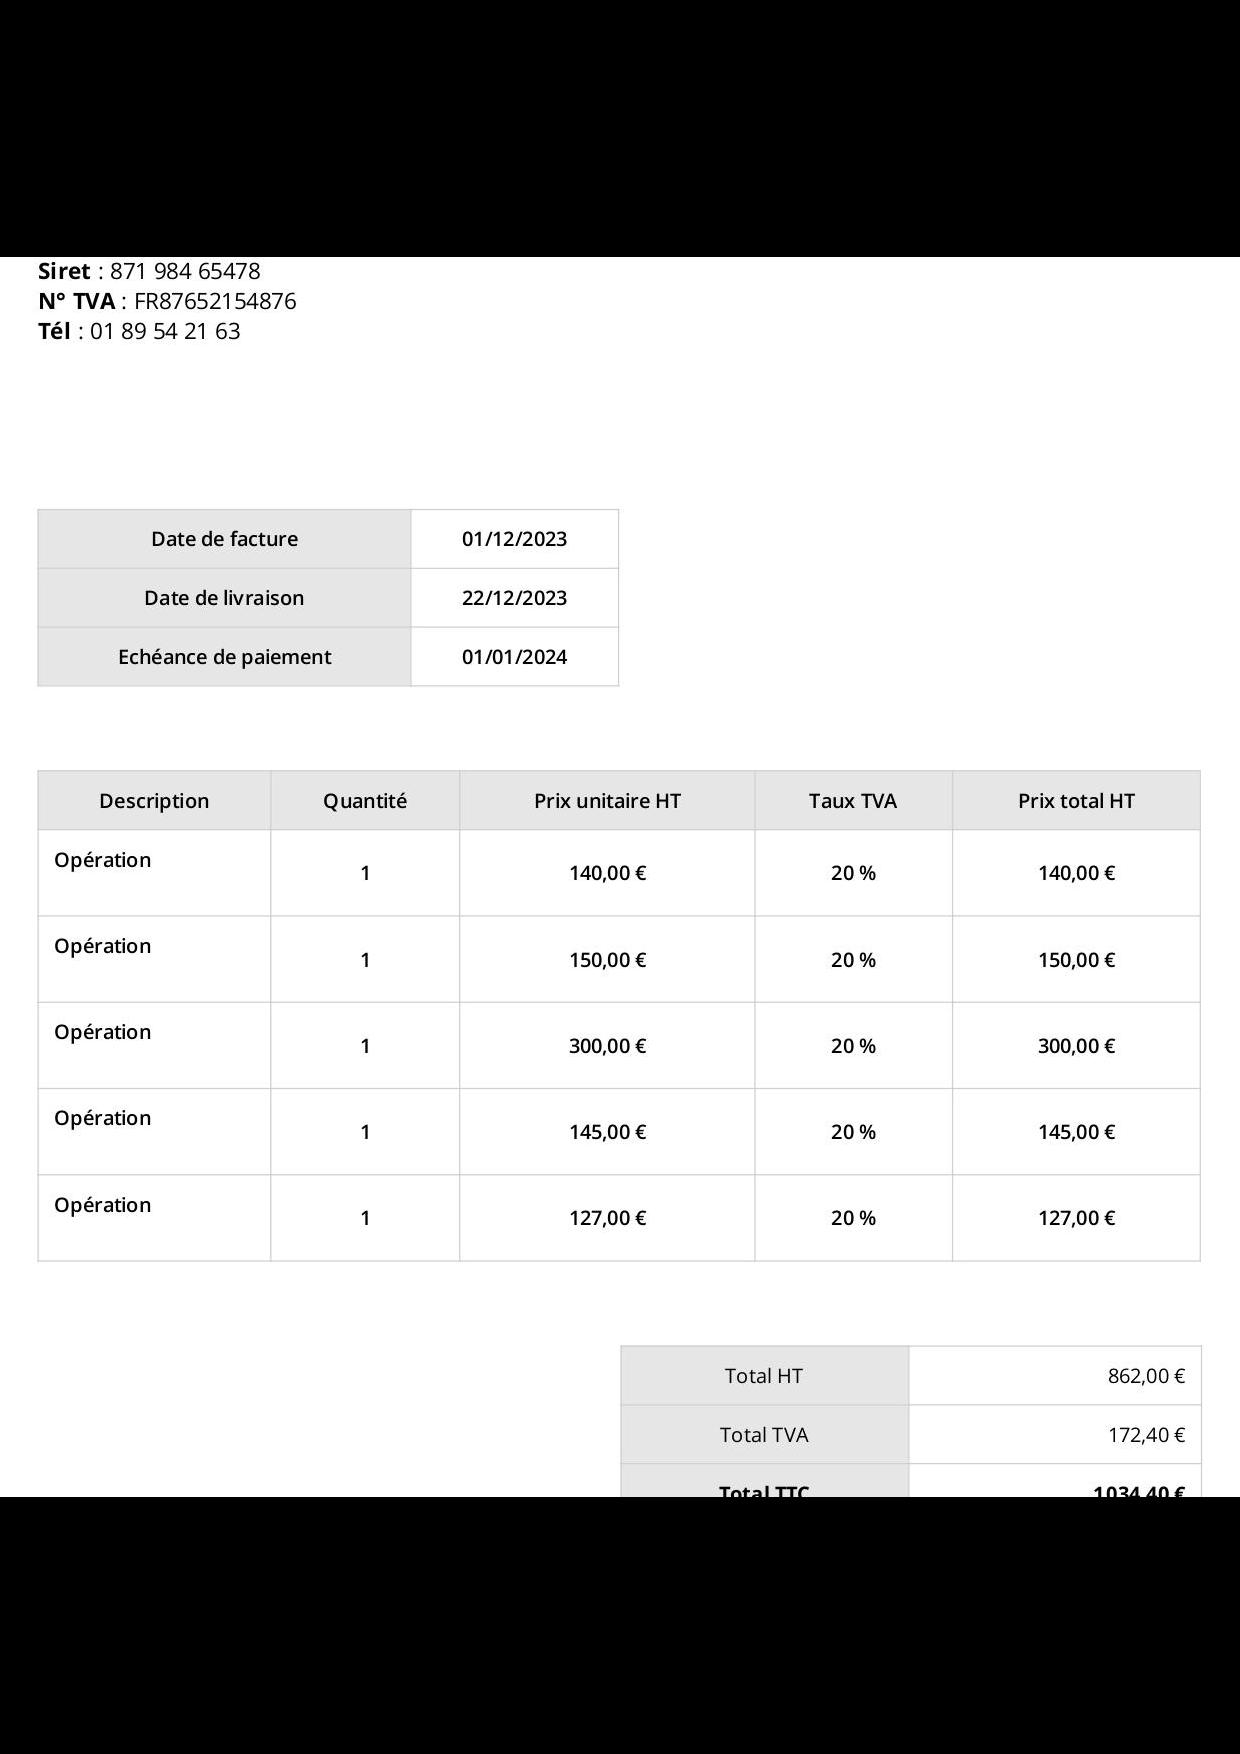 Siret : 871 984 65478
N° TVA : FR87652154876
Tél : 01 89 54 21 63
Date de facture 01/12/2023
Date de livraison 22/12/2023
Echéance de paiement 01/01/2024
Description Quantité Prix unitaire HT Taux TVA Prix total HT
Opération 1 140,00 € 20 % 140,00 €
Opération 1 150,00 € 20 % 150,00 €
Opération 1 300,00 € 20 % 300,00 €
Opération 1 145,00 € 20 % 145,00 €
Opération 1 127,00 € 20 % 127,00 €
Total HT 862,00 €
Total TVA 172,40 €
Total TTC 1034,40 €